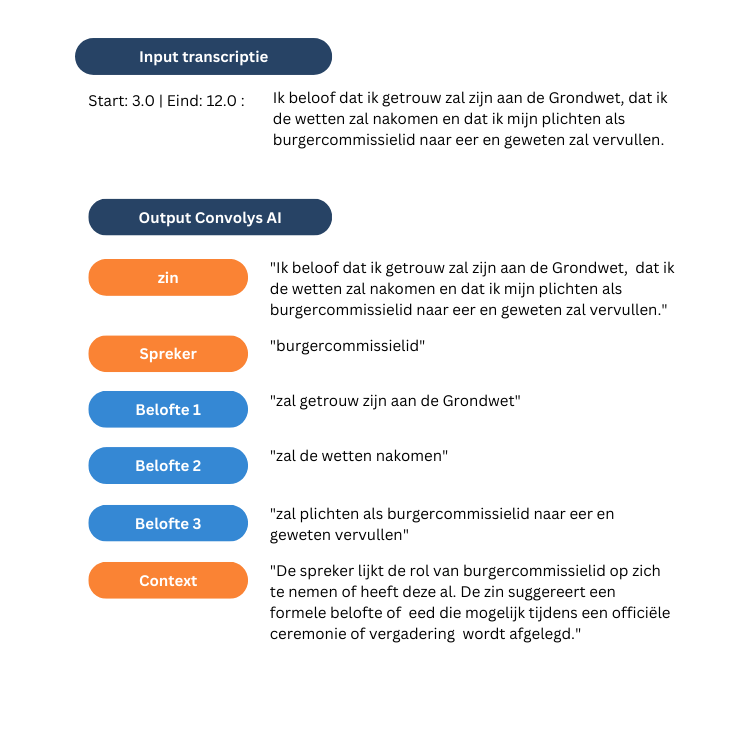 Input transcriptie
Start: 3.0 | Eind: 12.0 :
Ik beloof dat ik getrouw zal zijn aan de Grondwet, dat ik
de wetten zal nakomen en dat ik mijn plichten als
burgercommissielid naar eer en geweten zal vervullen.
Output Convolys AI
zin
"Ik beloof dat ik getrouw zal zijn aan de Grondwet,  dat ik
de wetten zal nakomen en dat ik mijn plichten als
burgercommissielid naar eer en geweten zal vervullen."
Spreker
"burgercommissielid"
Belofte 1
"zal getrouw zijn aan de Grondwet"
Belofte 2
"zal de wetten nakomen"
Belofte 3
"zal plichten als burgercommissielid naar eer en
geweten vervullen"
Context
"De spreker lijkt de rol van burgercommissielid op zich
te nemen of heeft deze al. De zin suggereert een
formele belofte of  eed die mogelijk tijdens een officiële
ceremonie of vergadering  wordt afgelegd."